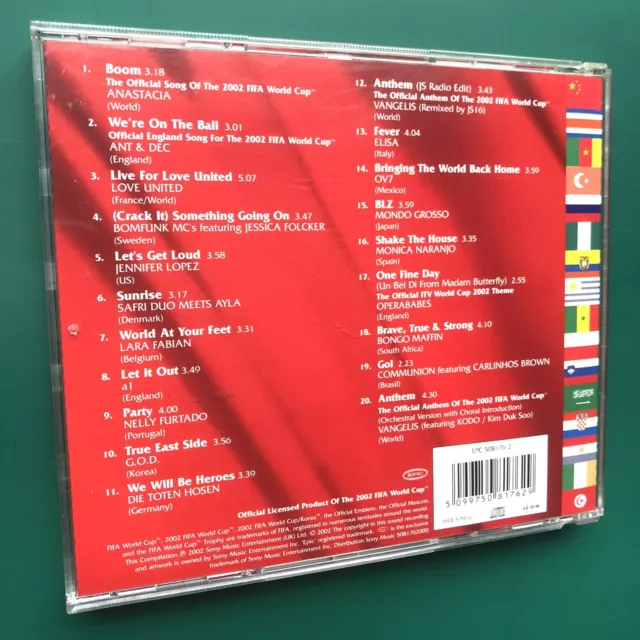 1. Boom 3.18
The Official Song Of The 2002 FIFA World Cup™
ANASTACIA
(World)
2. We're On The Ball 3.01
Official England Song For The 2002 FIFA World Cup™
ANT & DEC
(England)
3. Live For Love United 5.07
LOVE UNITED
(France/World)
4. (Crack It) Something Going On 3.47
BOMFUNK MC's featuring JESSICA FOLCKER
(Sweden)
5. Let's Get Loud 3.58
JENNIFER LOPEZ
(US)
6. Sunrise 3.17
SAFRI DUO MEETS AYLA
(Denmark)
7. World At Your Feet 3.31
LARA FABIAN
(Belgium)
8. Let It Out 3.49
a1
(England)
9. Party 4.00
NELLY FURTADO
(Portugal)
10. True East Side 3.56
G.O.D.
(Korea)
11. We Will Be Heroes 3.39
DIE TOTEN HOSEN
(Germany)
12. Anthem (JS Radio Edit) 3.43
The Official Anthem Of The 2002 FIFA World Cup™
VANGELIS (Remixed by JS16)
(World)
13. Fever 4.04
ELISA
(Italy)
14. Bringing The World Back Home 3.59
OV7
(Mexico)
15. BLZ 3.59
MONDO GROSSO
(Japan)
16. Shake The House 3.35
MONICA NARANJO
(Spain)
17. One Fine Day
(Un Bel Di From Madam Butterfly) 2.55
The Official ITV World Cup 2002 Theme
OPERABABES
(England)
18. Brave, True & Strong 4.10
BONGO MAFFIN
(South Africa)
19. Gol 2.23
COMMUNION featuring CARLINHOS BROWN
(Brasil)
20. Anthem 4.30
The Official Anthem Of The 2002 FIFA World Cup™
(Orchestral Version with Choral Introduction)
VANGELIS (featuring KODO / Kim Duk Soo)
(World)
EPC 508176 2
5 099750 817629
Official Licensed Product Of The 2002 FIFA World Cup™
FIFA World Cup™, 2002 FIFA World Cup™, 2002 FIFA World Cup/Korea™, the Official Emblem, the Official Mascots,
and the FIFA World Cup™ Trophy are trademarks of FIFA, registered in numerous territories around the world.
This Compilation ℗ 2002 Sony Music Entertainment (UK) Ltd. © 2002 The copyright in this sound recording
and artwork is owned by Sony Music Entertainment Inc. 'Epic' registered trademark. is the exclusive
trademark of Sony Music Entertainment Inc. Distribution Sony Music 5081762000